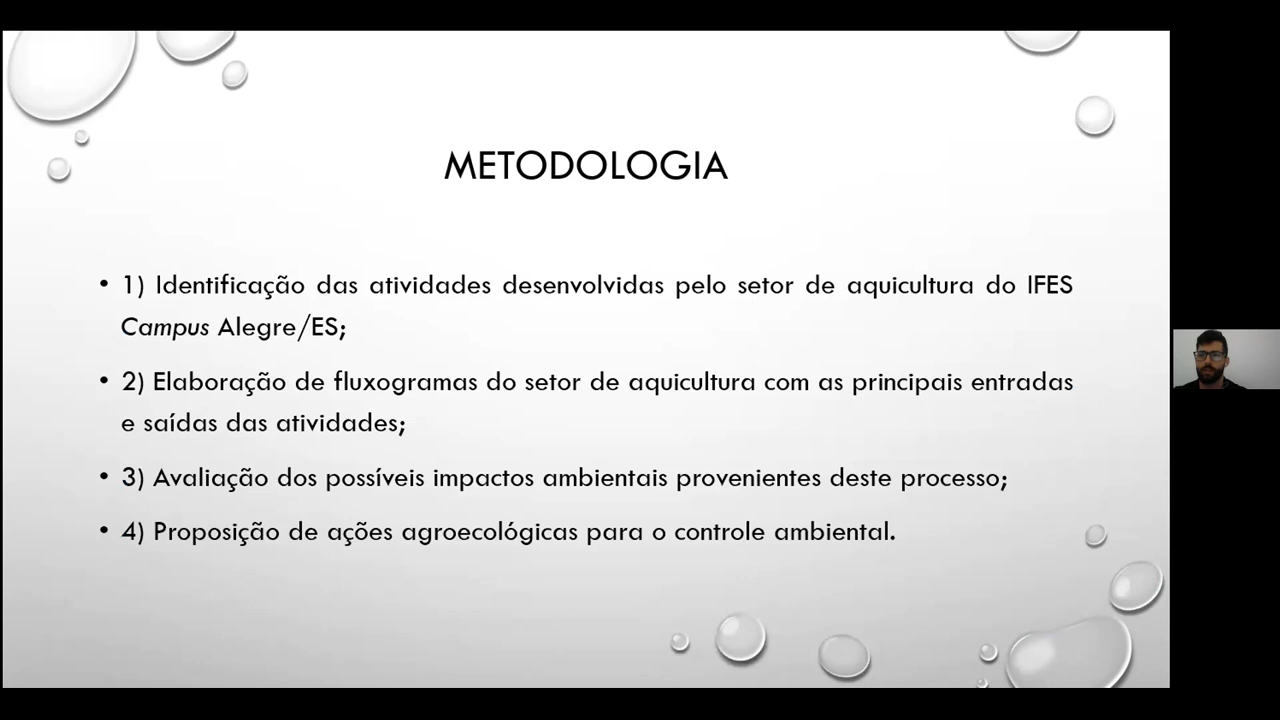 METODOLOGIA
• 1) Identificação das atividades desenvolvidas pelo setor de aquicultura do IFES
Campus Alegre/ES;
• 2) Elaboração de fluxogramas do setor de aquicultura com as principais entradas
e saídas das atividades;
• 3) Avaliação dos possíveis impactos ambientais provenientes deste processo;
• 4) Proposição de ações agroecológicas para o controle ambiental.